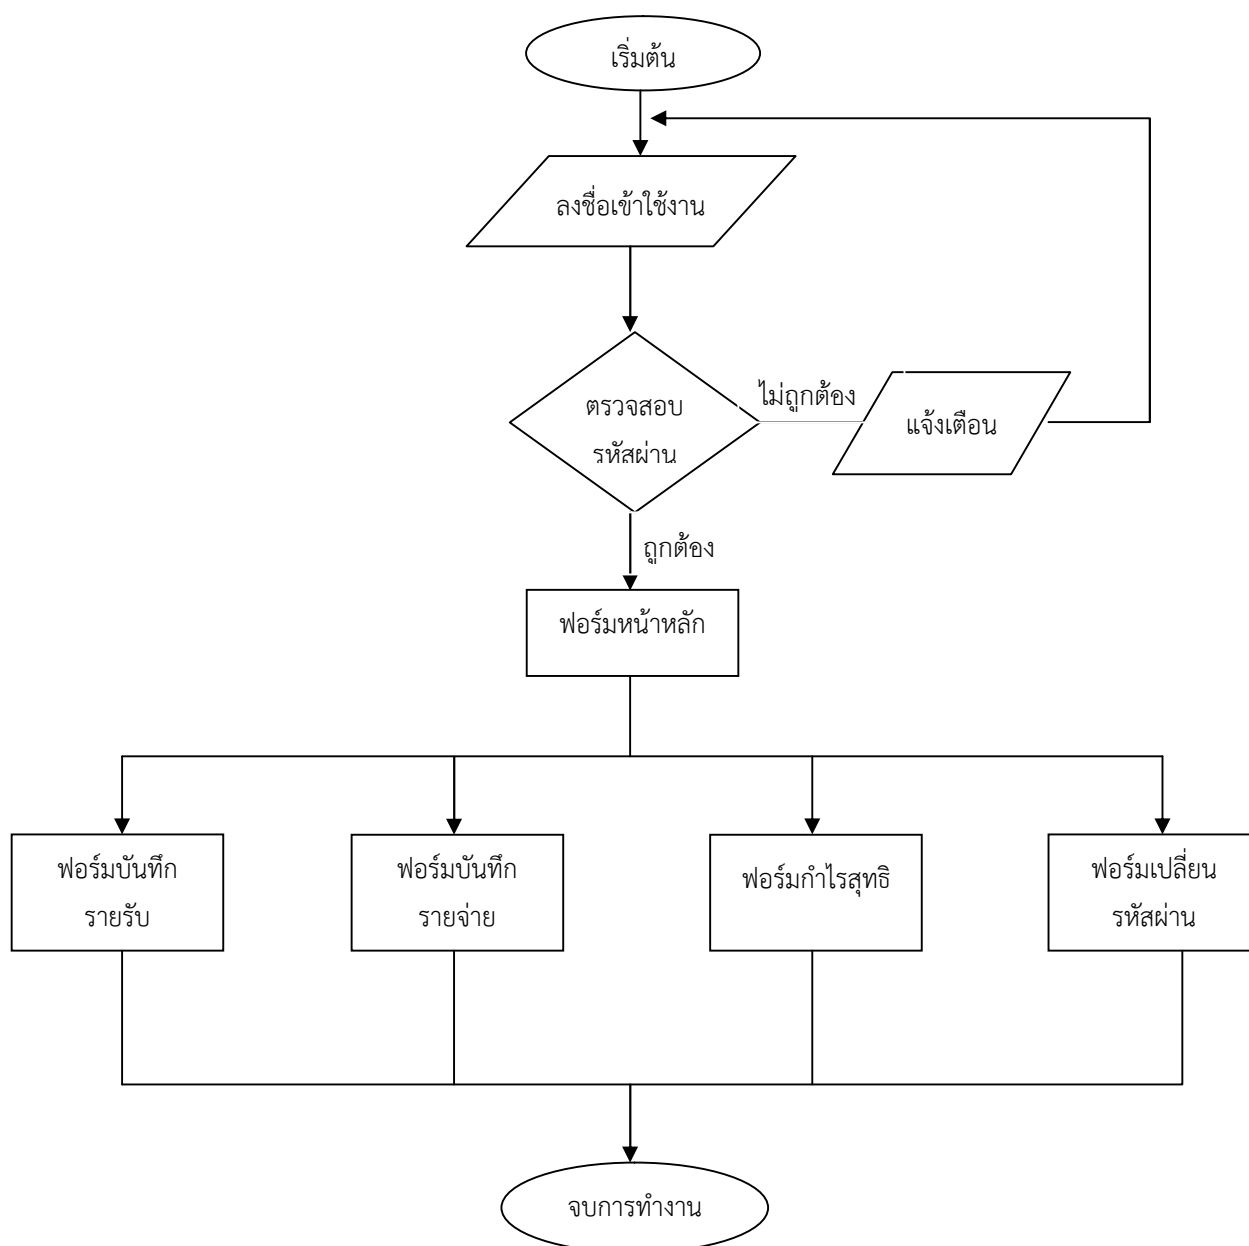 เริ่มต้น
ลงชื่อเข้าใช้งาน
ตรวจสอบ
รหัสผ่าน
ไม่ถูกต้อง
แจ้งเตือน
ถูกต้อง
ฟอร์มหน้าหลัก
ฟอร์มบันทึก
รายรับ
ฟอร์มบันทึก
รายจ่าย
ฟอร์มกำไรสุทธิ
ฟอร์มเปลี่ยน
รหัสผ่าน
จบการทำงาน